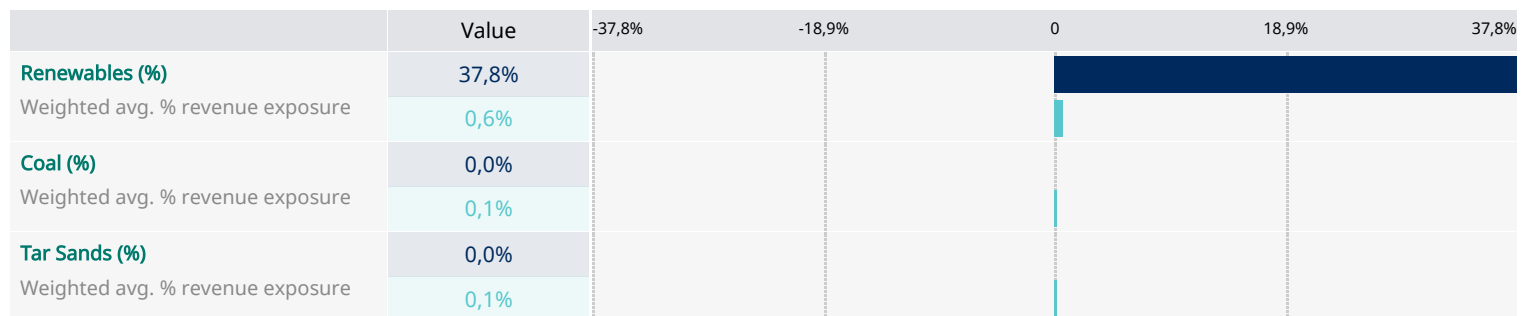 Value -37,8% -18,9% 0 18,9% 37,8%
Renewables (%) 37,8%
Weighted avg. % revenue exposure 0,6%
Coal (%) 0,0%
Weighted avg. % revenue exposure 0,1%
Tar Sands (%) 0,0%
Weighted avg. % revenue exposure 0,1%